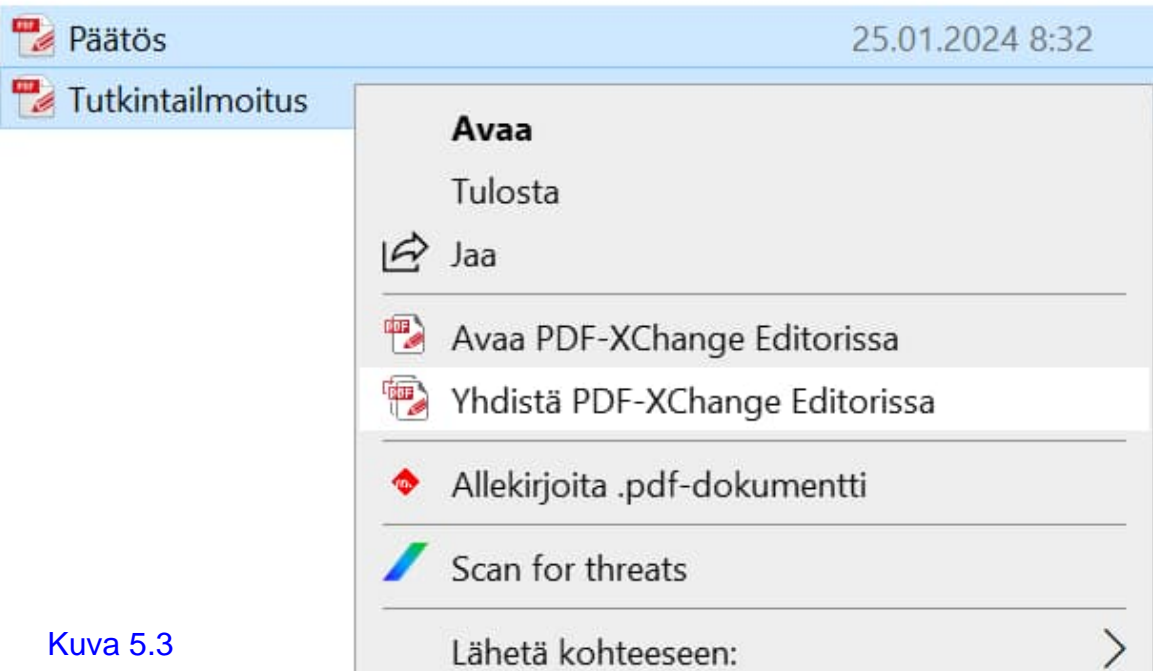 Päätös 25.01.2024 8:32
Tutkintailmoitus
Avaa
Tulosta
Jaa
Avaa PDF-XChange Editorissa
Yhdistä PDF-XChange Editorissa
Allekirjoita .pdf-dokumentti
Scan for threats
Lähetä kohteeseen:
Kuva 5.3